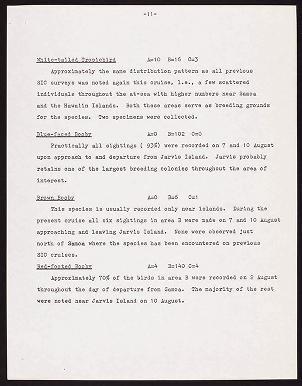 -11-
White-tailed Tropicbird A=10 B=16 C=3
Approximately the same distribution pattern as all previous
SIC surveys was noted again this cruise, i.e., a few scattered
individuals throughout the at-sea with higher numbers near Samoa
and the Hawaiin Islands. Both these areas serve as breeding grounds
for the species. Two specimens were collected.
Blue-faced Booby A=0 B=102 C=0
Practically all sightings ( 93%) were recorded on 7 and 10 August
upon approach to and departure from Jarvis Island. Jarvis probably
retains one of the largest breeding colonies throughout the area of
interest.
Brown Booby A=0 B=6 C=1
This species is usually recorded only near islands. During the
present cruise all six sightings in area B were made on 7 and 10 August
approaching and leaving Jarvis Island. None were observed just
north of Samoa where the species has been encountered on previous
SIC cruises.
Red-footed Booby A=4 B=140 C=4
Approximately 70% of the birds in area B were recorded on 2 August
throughout the day of departure from Samoa. The majority of the rest
were noted near Jarvis Island on 10 August.